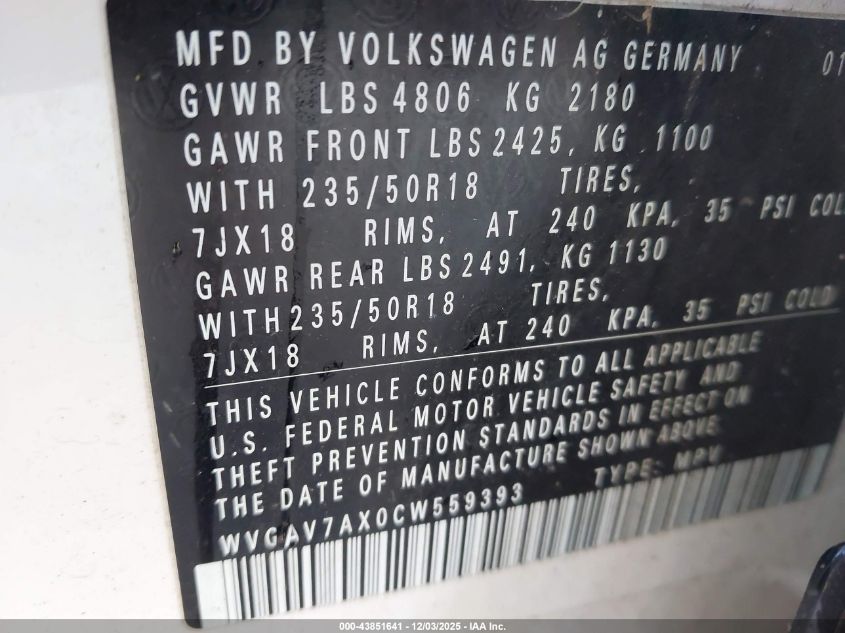 MFD BY VOLKSWAGEN AG GERMANY 01
GVWR LBS 4806 KG 2180
GAWR FRONT LBS 2425, KG 1100
WITH 235/50R18 TIRES,
7JX18 RIMS, AT 240 KPA, 35 PSI COL
GAWR REAR LBS 2491, KG 1130
WITH 235/50R18 TIRES,
7JX18 RIMS, AT 240 KPA, 35 PSI COLD
THIS VEHICLE CONFORMS TO ALL APPLICABLE
U.S. FEDERAL MOTOR VEHICLE SAFETY AND
THEFT PREVENTION STANDARDS IN EFFECT ON
THE DATE OF MANUFACTURE SHOWN ABOVE
WVGAV7AX0CW559393 TYPE: MPV
000-43851641 - 12/03/2025 - IAA Inc.